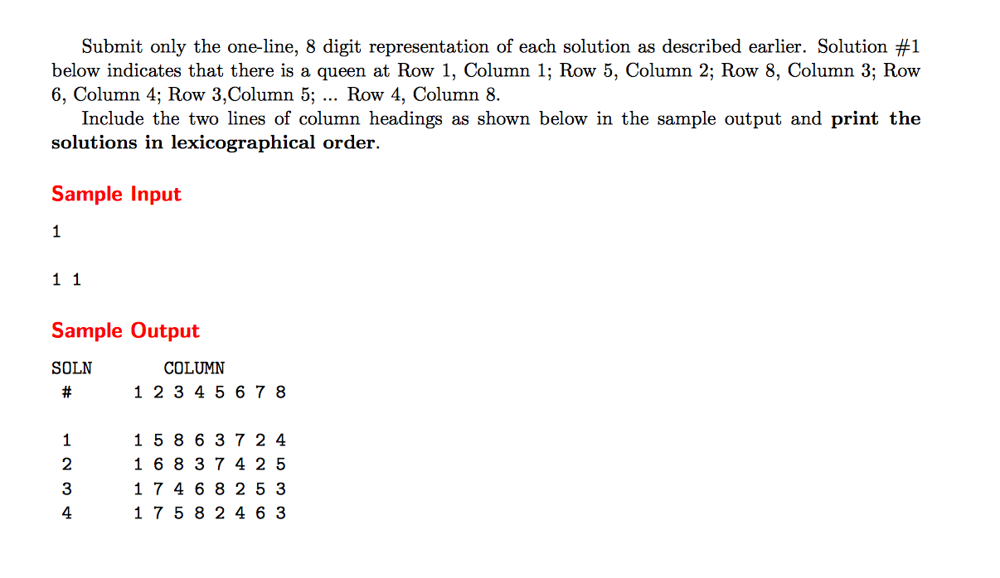 Submit only the one-line, 8 digit representation of each solution as described earlier. Solution #1
below indicates that there is a queen at Row 1, Column 1; Row 5, Column 2; Row 8, Column 3; Row
6, Column 4; Row 3,Column 5; ... Row 4, Column 8.
Include the two lines of column headings as shown below in the sample output and print the
solutions in lexicographical order.
Sample Input
1
1 1
Sample Output
SOLN COLUMN
# 1 2 3 4 5 6 7 8
1 1 5 8 6 3 7 2 4
2 1 6 8 3 7 4 2 5
3 1 7 4 6 8 2 5 3
4 1 7 5 8 2 4 6 3